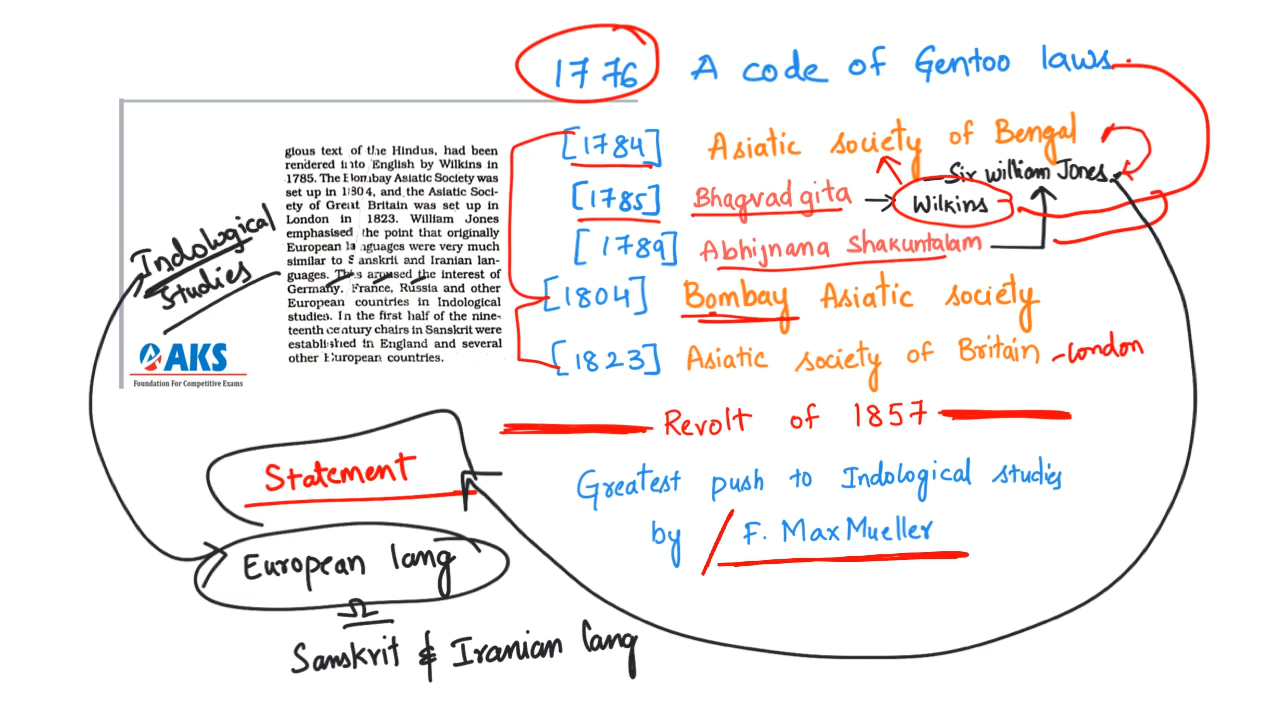 1776 A code of Gentoo laws
[1784] Asiatic society of Bengal
- Sir William Jones.
[1785] Bhagvad gita → Wilkins
[1789] Abhijnana Shakuntalam
[1804] Bombay Asiatic society
[1823] Asiatic society of Britain - London
Revolt of 1857
Greatest push to Indological studies
by / F. Max Mueller
gious text of the Hindus, had been
rendered into English by Wilkins in
1785. The Bombay Asiatic Society was
set up in 1804, and the Asiatic Soci-
ety of Great Britain was set up in
London in 1823. William Jones
emphasised the point that originally
European languages were very much
similar to Sanskrit and Iranian lan-
guages. This aroused the interest of
Germany, France, Russia and other
European countries in Indological
studies. In the first half of the nine-
teenth century chairs in Sanskrit were
established in England and several
other European countries.
Indological
Studies
AKS
Foundation For Competitive Exams
Statement
European lang
Sanskrit & Iranian lang